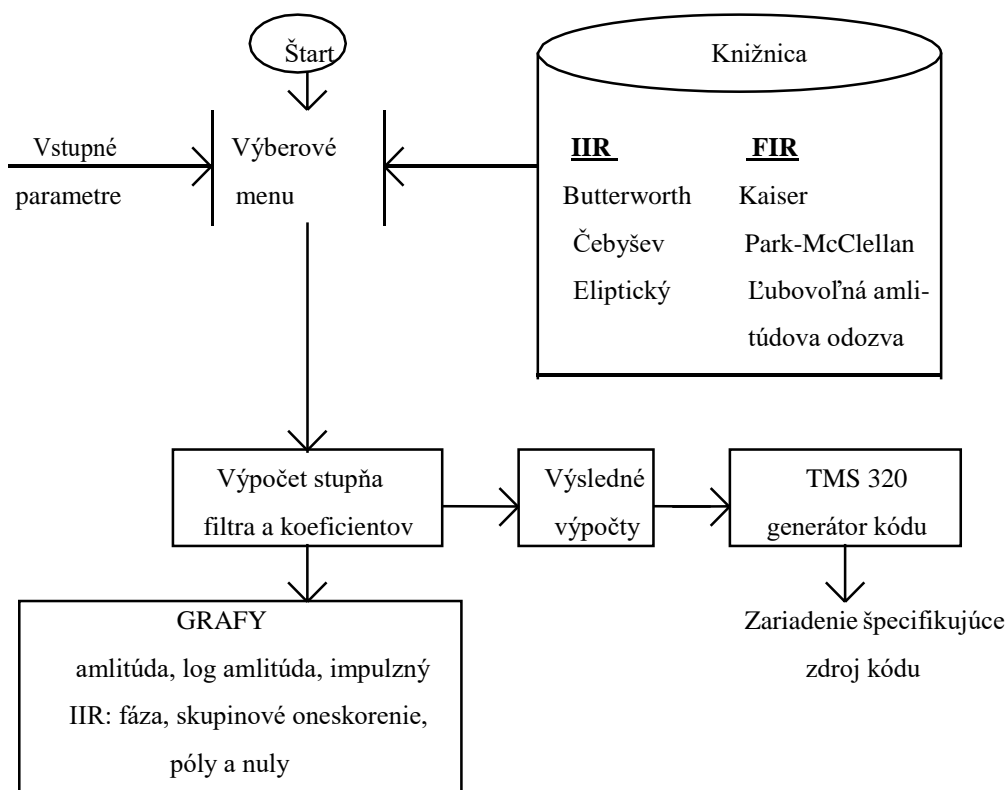 Štart
Knižnica
Vstupné
parametre
Výberové
menu
IIR
FIR
Butterworth
Kaiser
Čebyšev
Park-McClellan
Eliptický
Ľubovoľná amli-
túdova odozva
Výpočet stupňa
filtra a koeficientov
Výsledné
výpočty
TMS 320
generátor kódu
GRAFY
amlitúda, log amlitúda, impulzný
IIR: fáza, skupinové oneskorenie,
póly a nuly
Zariadenie špecifikujúce
zdroj kódu